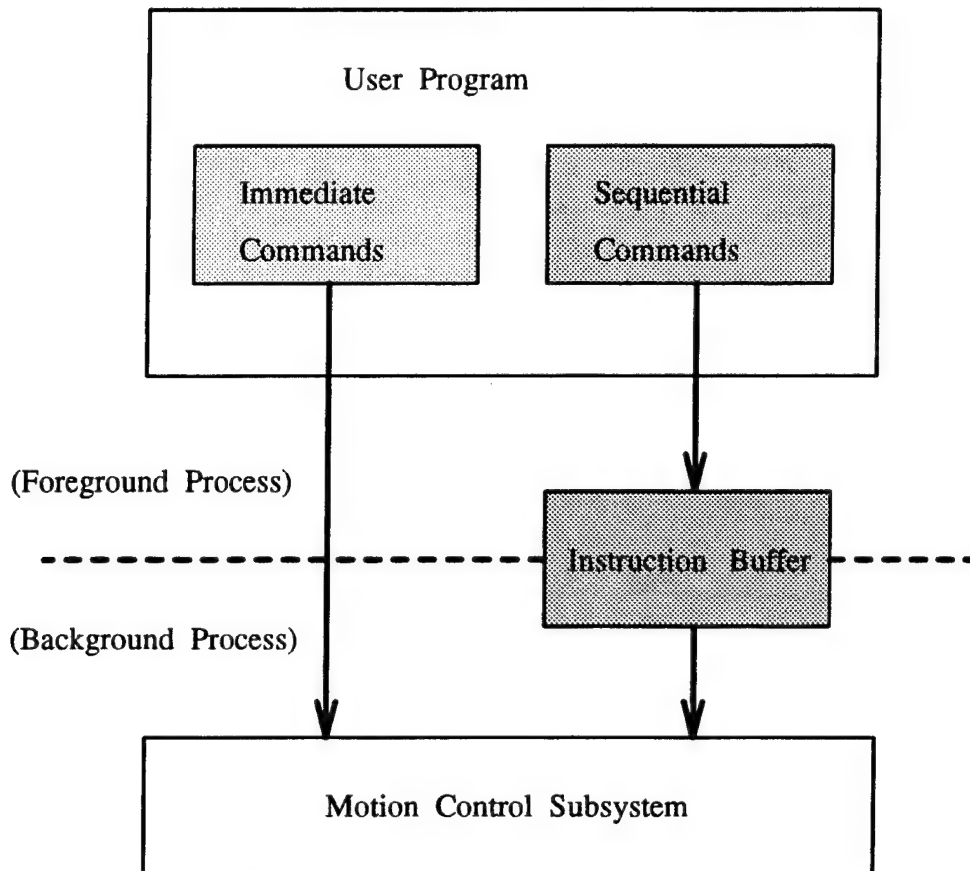 User Program
Immediate
Commands
Sequential
Commands
(Foreground Process)
Instruction Buffer
(Background Process)
Motion Control Subsystem